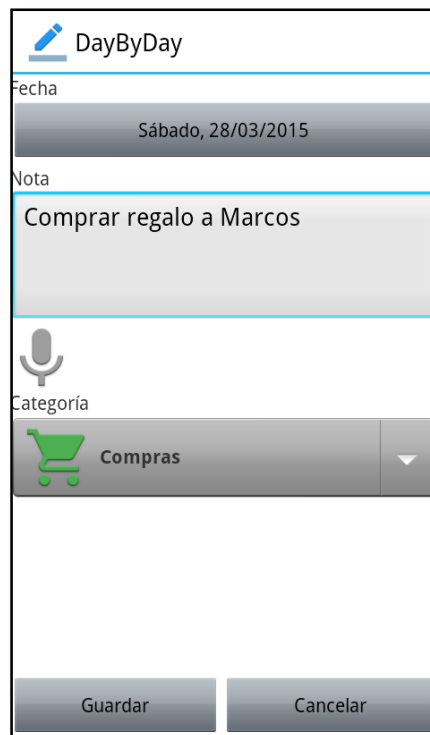 DayByDay
Fecha
Sábado, 28/03/2015
Nota
Comprar regalo a Marcos
Categoría
Compras
Guardar
Cancelar